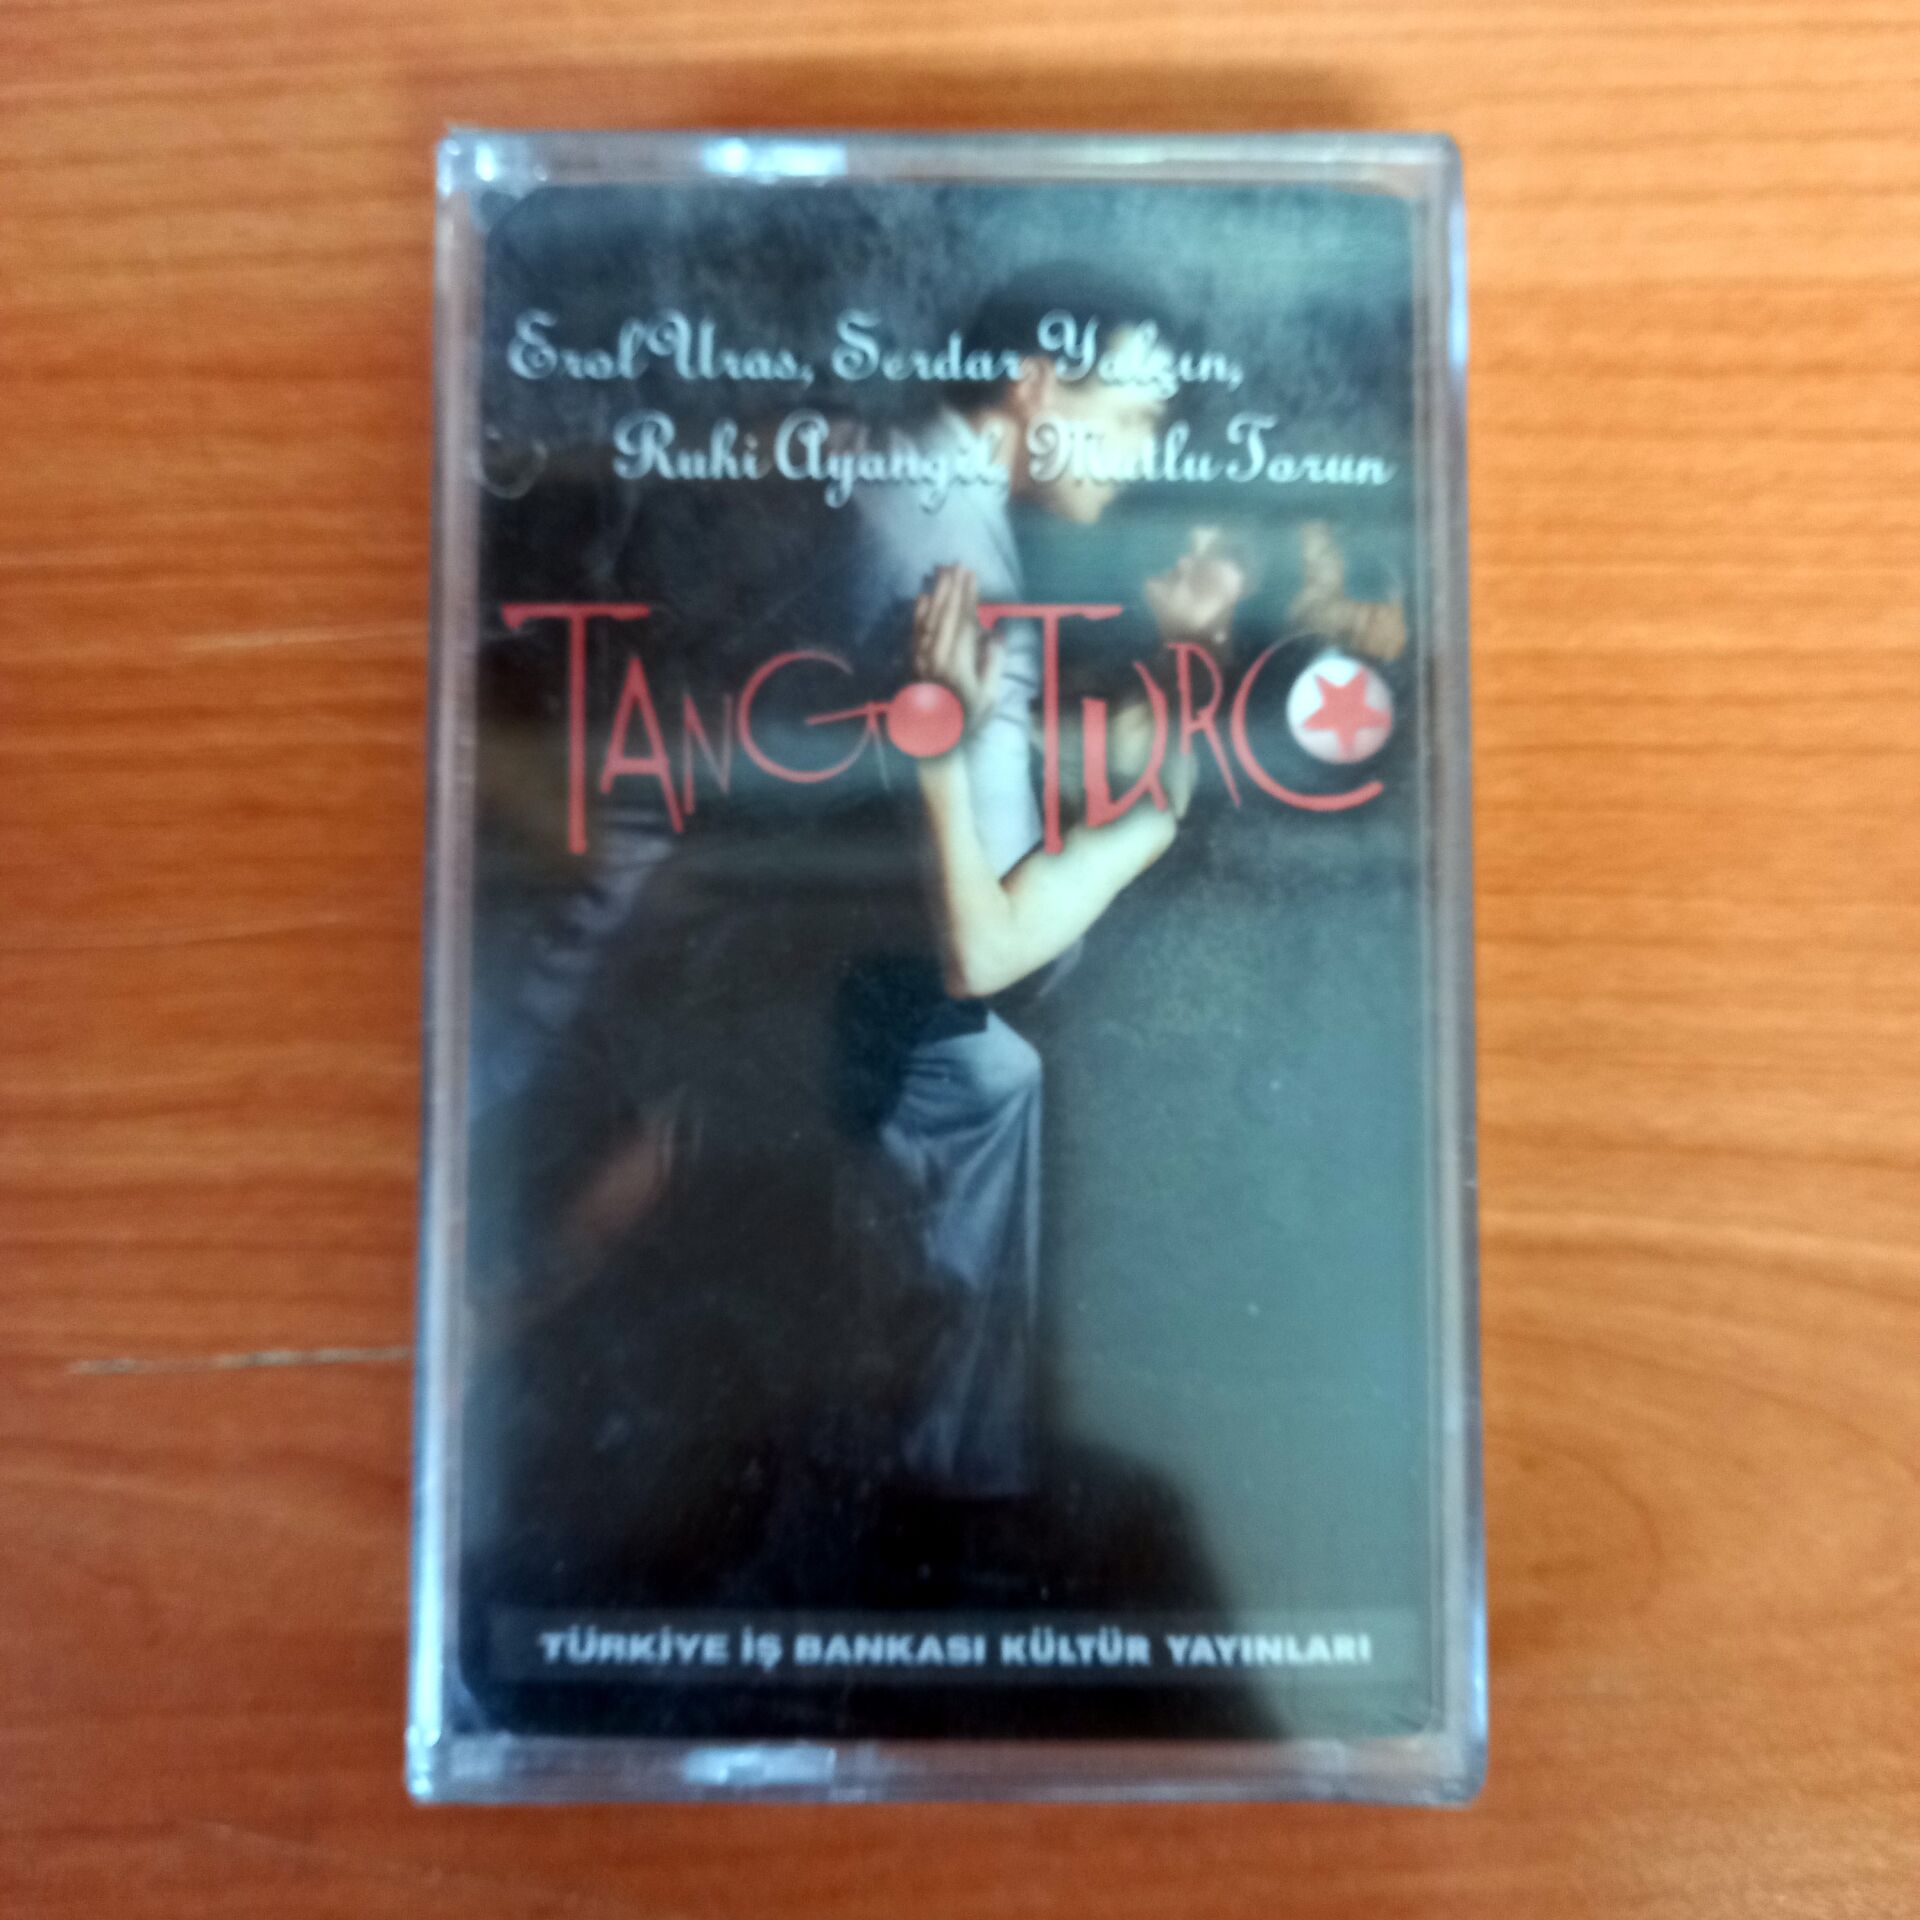 Erol Uras, Serdar Yalçın,
Ruhi Ayangil, Mutlu Torun
TANGO TURCO
TÜRKİYE İŞ BANKASI KÜLTÜR YAYINLARI